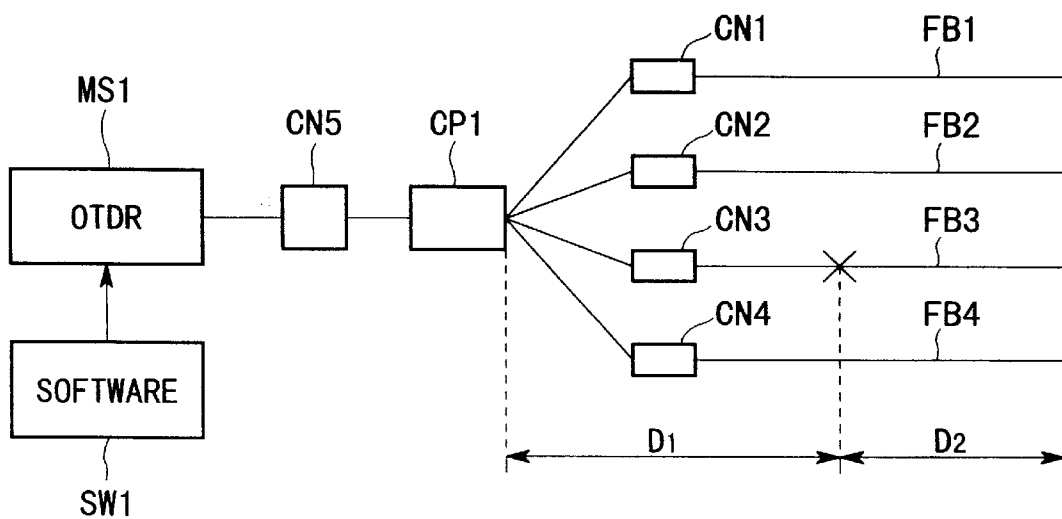 CN1
FB1
MS1
CN5
CP1
CN2
FB2
OTDR
CN3
FB3
CN4
FB4
SOFTWARE
D1
D2
SW1